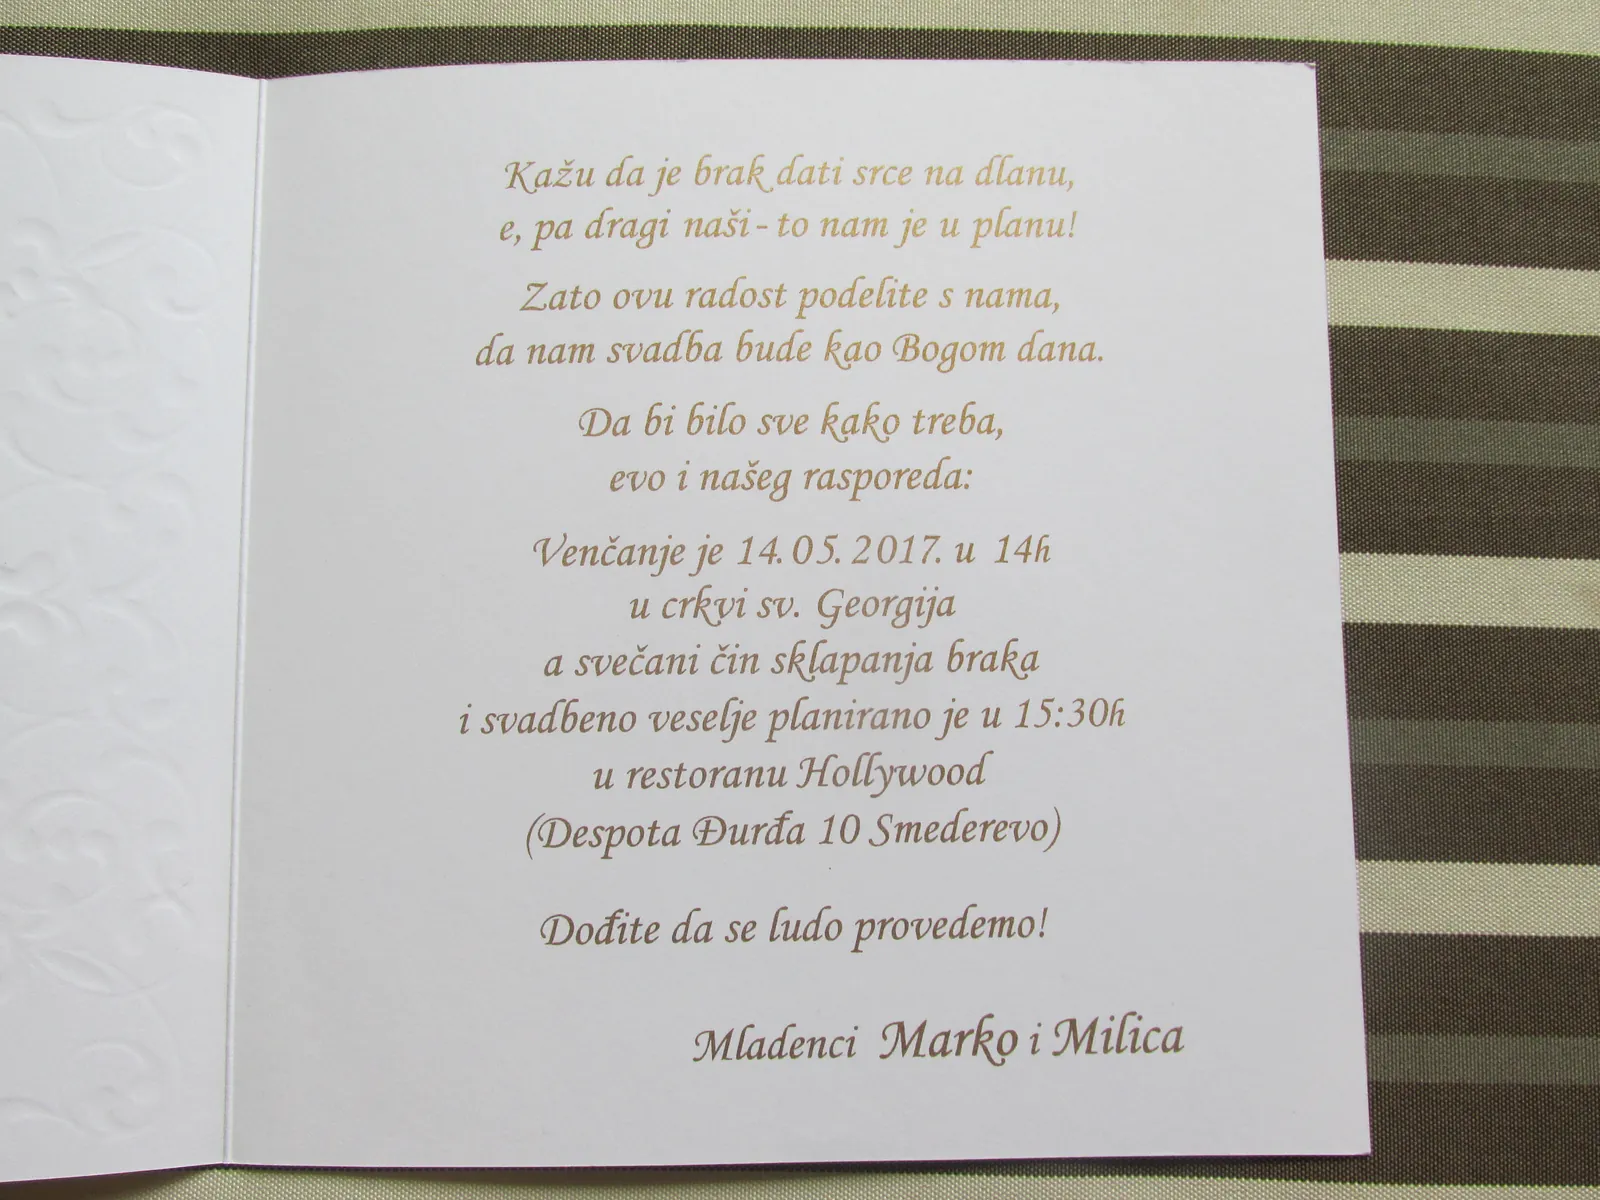 Kažu da je brak dati srce na dlanu,
e, pa dragi naši - to nam je u planu!
Zato ovu radost podelite s nama,
da nam svadba bude kao Bogom dana.
Da bi bilo sve kako treba,
evo i našeg rasporeda:
Venčanje je 14. 05. 2017. u 14h
u crkvi sv. Georgija
a svečani čin sklapanja braka
i svadbeno veselje planirano je u 15:30h
u restoranu Hollywood
(Despota Đurđa 10 Smederevo)
Dođite da se ludo provedemo!
Mladenci Marko i Milica